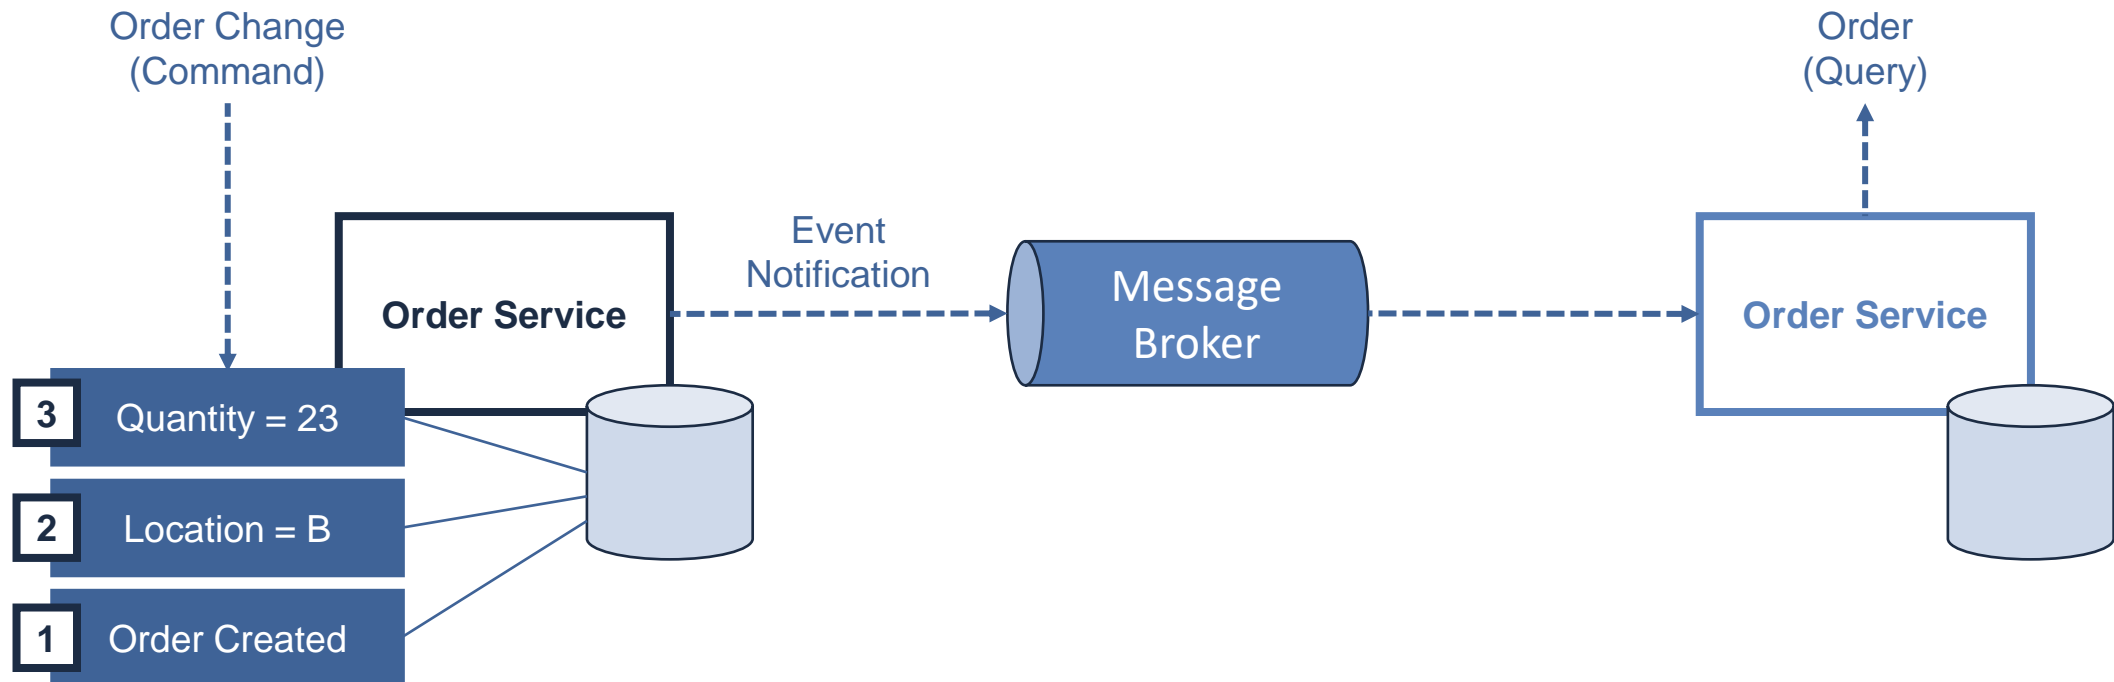 Order Change
(Command)
Order
(Query)
Event
Notification
Order Service
Message
Broker
Order Service
3
Quantity = 23
2
Location = B
1
Order Created